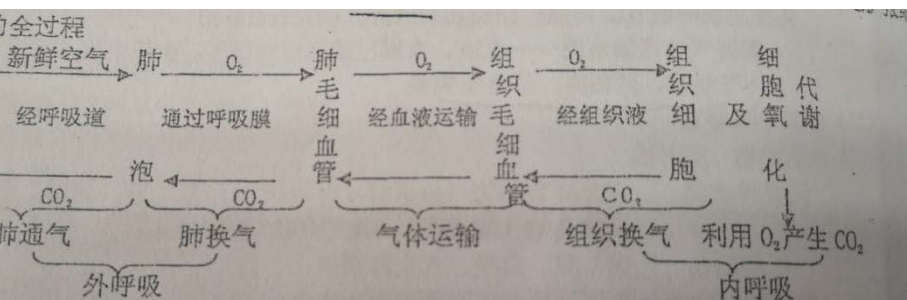 全过程
新鲜空气 肺 O₂ 肺毛细血管 O₂ 组织毛细血管 O₂ 组织细胞 细胞氧化 及 代谢
经呼吸道 通过呼吸膜 经血液运输 经组织液
泡
CO₂ CO₂ CO₂
肺通气 肺换气 气体运输 组织换气 利用O₂产生CO₂
外呼吸 内呼吸